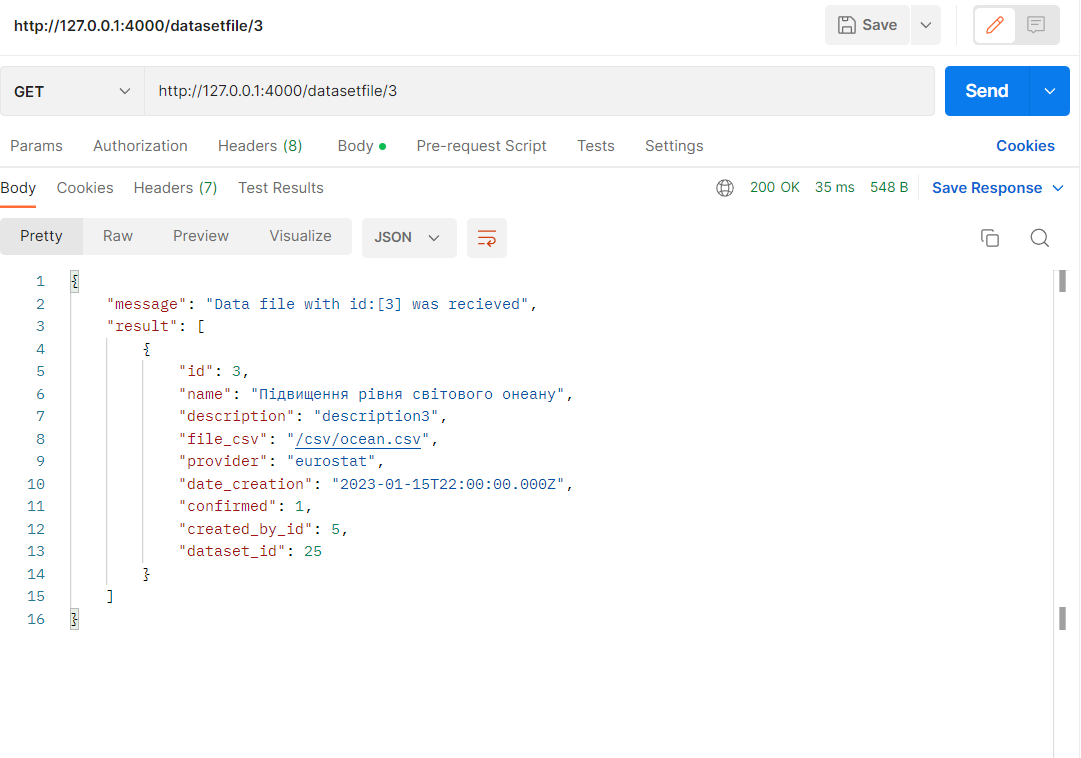 http://127.0.0.1:4000/datasetfile/3
Save
GET
http://127.0.0.1:4000/datasetfile/3
Send
Params Authorization Headers (8) Body Pre-request Script Tests Settings Cookies
Body Cookies Headers (7) Test Results 200 OK 35 ms 548 B Save Response
Pretty Raw Preview Visualize JSON
1 {
2 "message": "Data file with id:[3] was recieved",
3 "result": [
4 {
5 "id": 3,
6 "name": "Підвищення рівня світового онеану",
7 "description": "description3",
8 "file_csv": "/csv/ocean.csv",
9 "provider": "eurostat",
10 "date_creation": "2023-01-15T22:00:00.000Z",
11 "confirmed": 1,
12 "created_by_id": 5,
13 "dataset_id": 25
14 }
15 ]
16 }